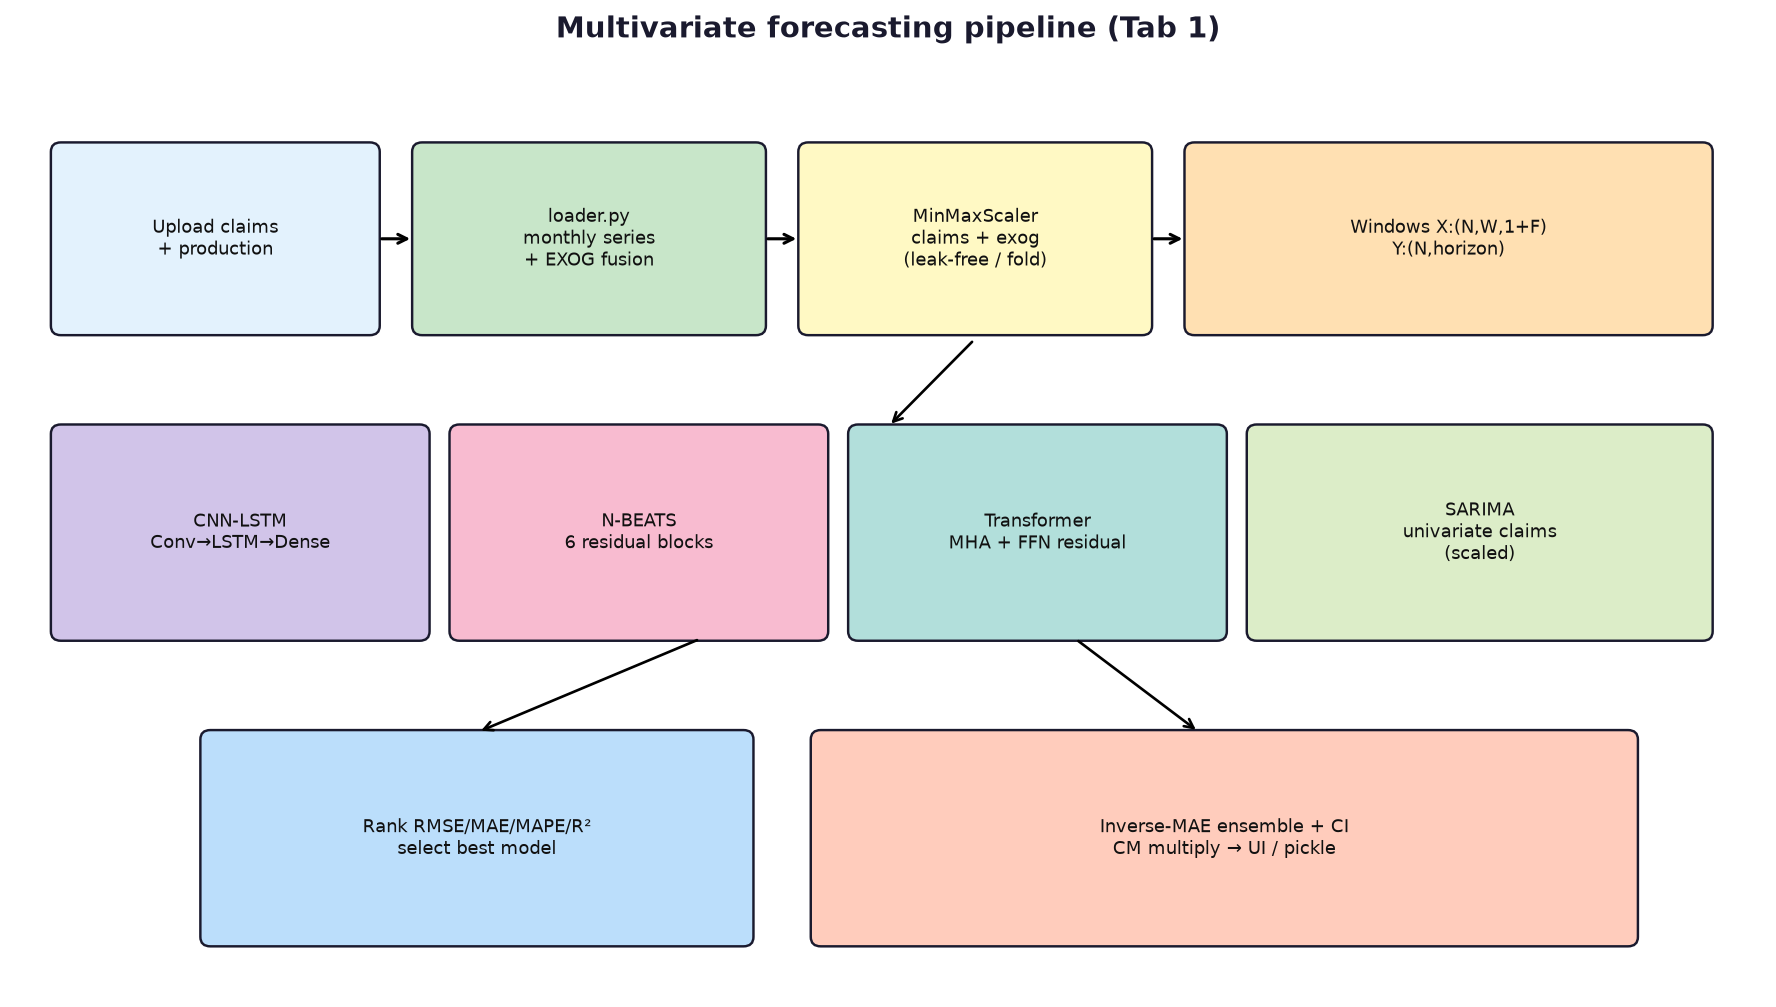 Multivariate forecasting pipeline (Tab 1)
Upload claims
+ production
loader.py
monthly series
+ EXOG fusion
MinMaxScaler
claims + exog
(leak-free / fold)
Windows X:(N,W,1+F)
Y:(N,horizon)
CNN-LSTM
Conv→LSTM→Dense
N-BEATS
6 residual blocks
Transformer
MHA + FFN residual
SARIMA
univariate claims
(scaled)
Rank RMSE/MAE/MAPE/R²
select best model
Inverse-MAE ensemble + CI
CM multiply → UI / pickle